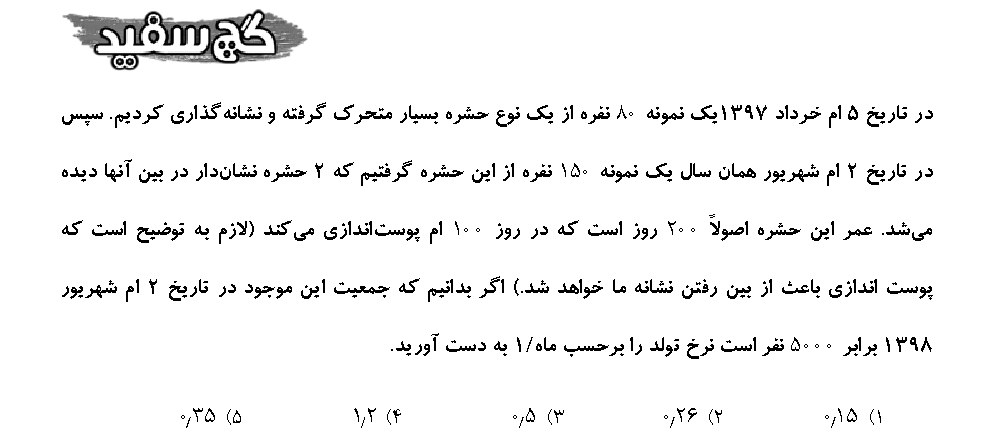 گچ سفید
در تاریخ ۵ ام خرداد ۱۳۹۷یک نمونه ۸۰ نفره از یک نوع حشره بسیار متحرک گرفته و نشانه‌گذاری کردیم. سپس
در تاریخ ۲ ام شهریور همان سال یک نمونه ۱۵۰ نفره از این حشره گرفتیم که ۲ حشره نشان‌دار در بین آنها دیده
می‌شد. عمر این حشره اصولاً ۲۰۰ روز است که در روز ۱۰۰ ام پوست‌اندازی می‌کند (لازم به توضیح است که
پوست اندازی باعث از بین رفتن نشانه ما خواهد شد.) اگر بدانیم که جمعیت این موجود در تاریخ ۲ ام شهریور
۱۳۹۸ برابر ۵۰۰۰ نفر است نرخ تولد را برحسب ماه/۱ به دست آورید.
۱) ۰٫۱۵ ۲) ۰٫۲۶ ۳) ۰٫۵ ۴) ۱٫۲ ۵) ۰٫۳۵